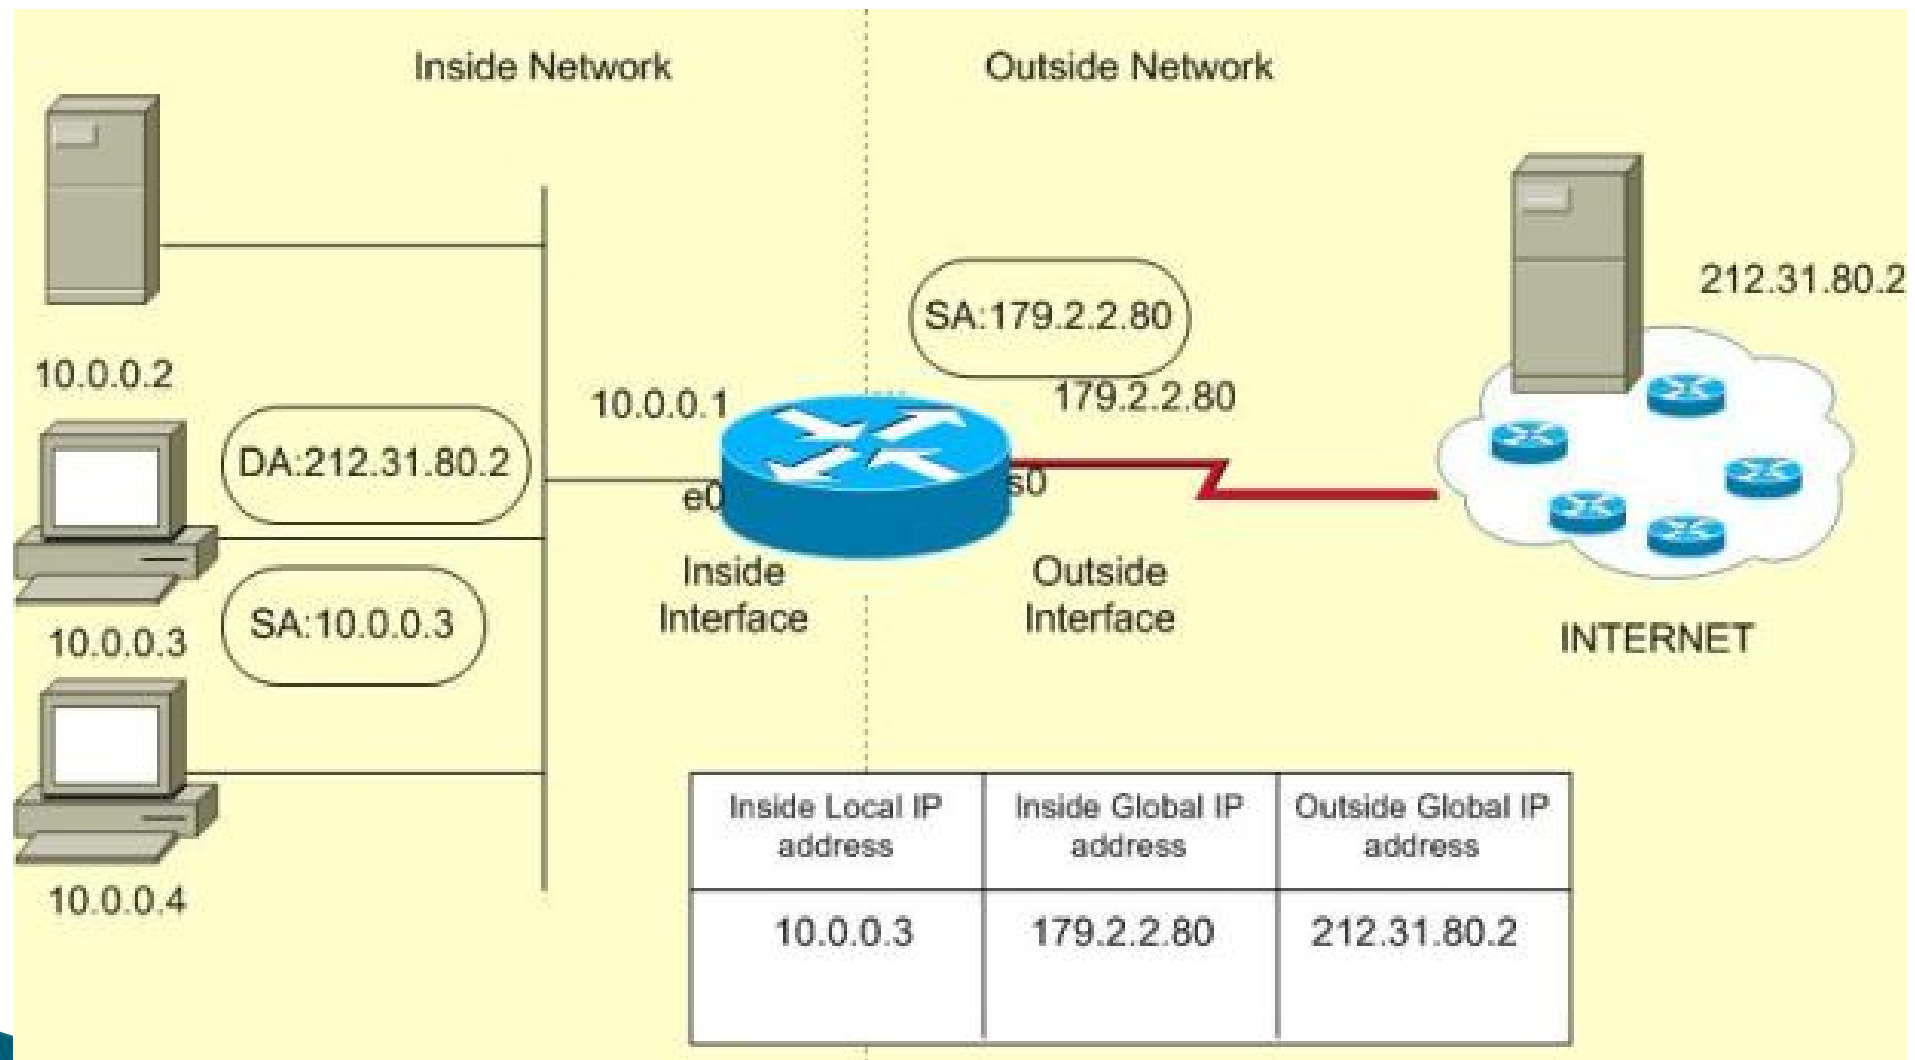 Inside Network
Outside Network
212.31.80.2
SA:179.2.2.80
10.0.0.2
10.0.0.1
179.2.2.80
DA:212.31.80.2
e0
s0
Inside
Interface
Outside
Interface
SA:10.0.0.3
10.0.0.3
INTERNET
10.0.0.4
Inside Local IP
address
Inside Global IP
address
Outside Global IP
address
10.0.0.3
179.2.2.80
212.31.80.2